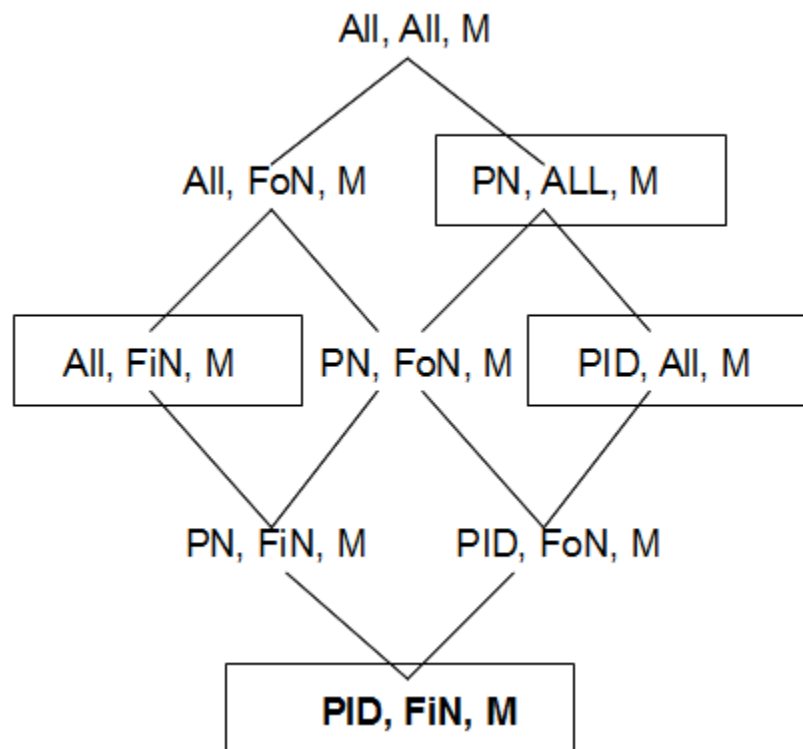 All, All, M
All, FoN, M
PN, ALL, M
All, FiN, M
PN, FoN, M
PID, All, M
PN, FiN, M
PID, FoN, M
PID, FiN, M